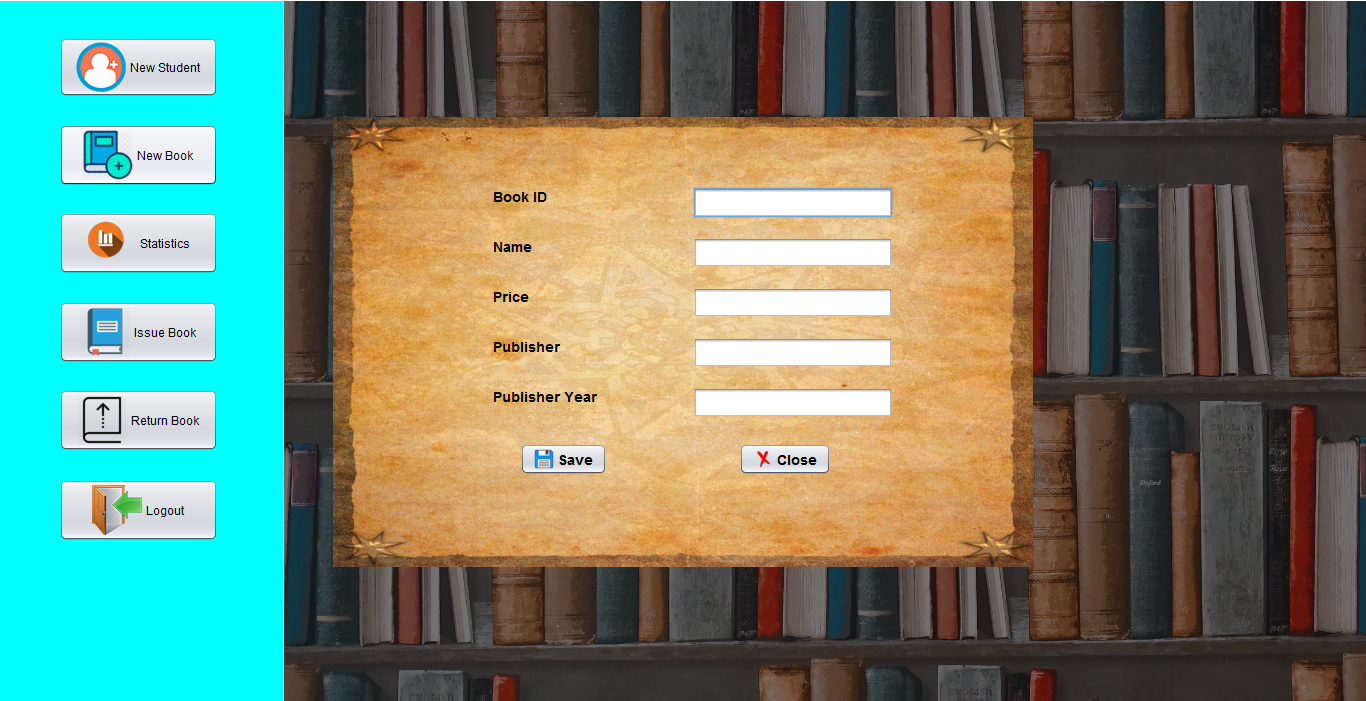 New Student
New Book
Statistics
Issue Book
Return Book
Logout
Book ID
Name
Price
Publisher
Publisher Year
Save
Close